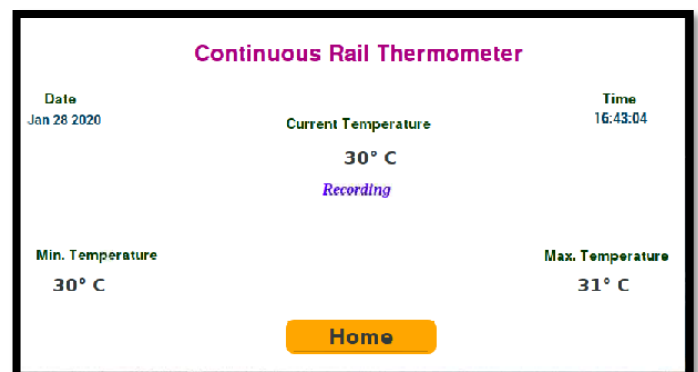 Continuous Rail Thermometer
Date
Jan 28 2020
Time
16:43:04
Current Temperature
30° C
Recording
Min. Temperature
30° C
Max. Temperature
31° C
Home